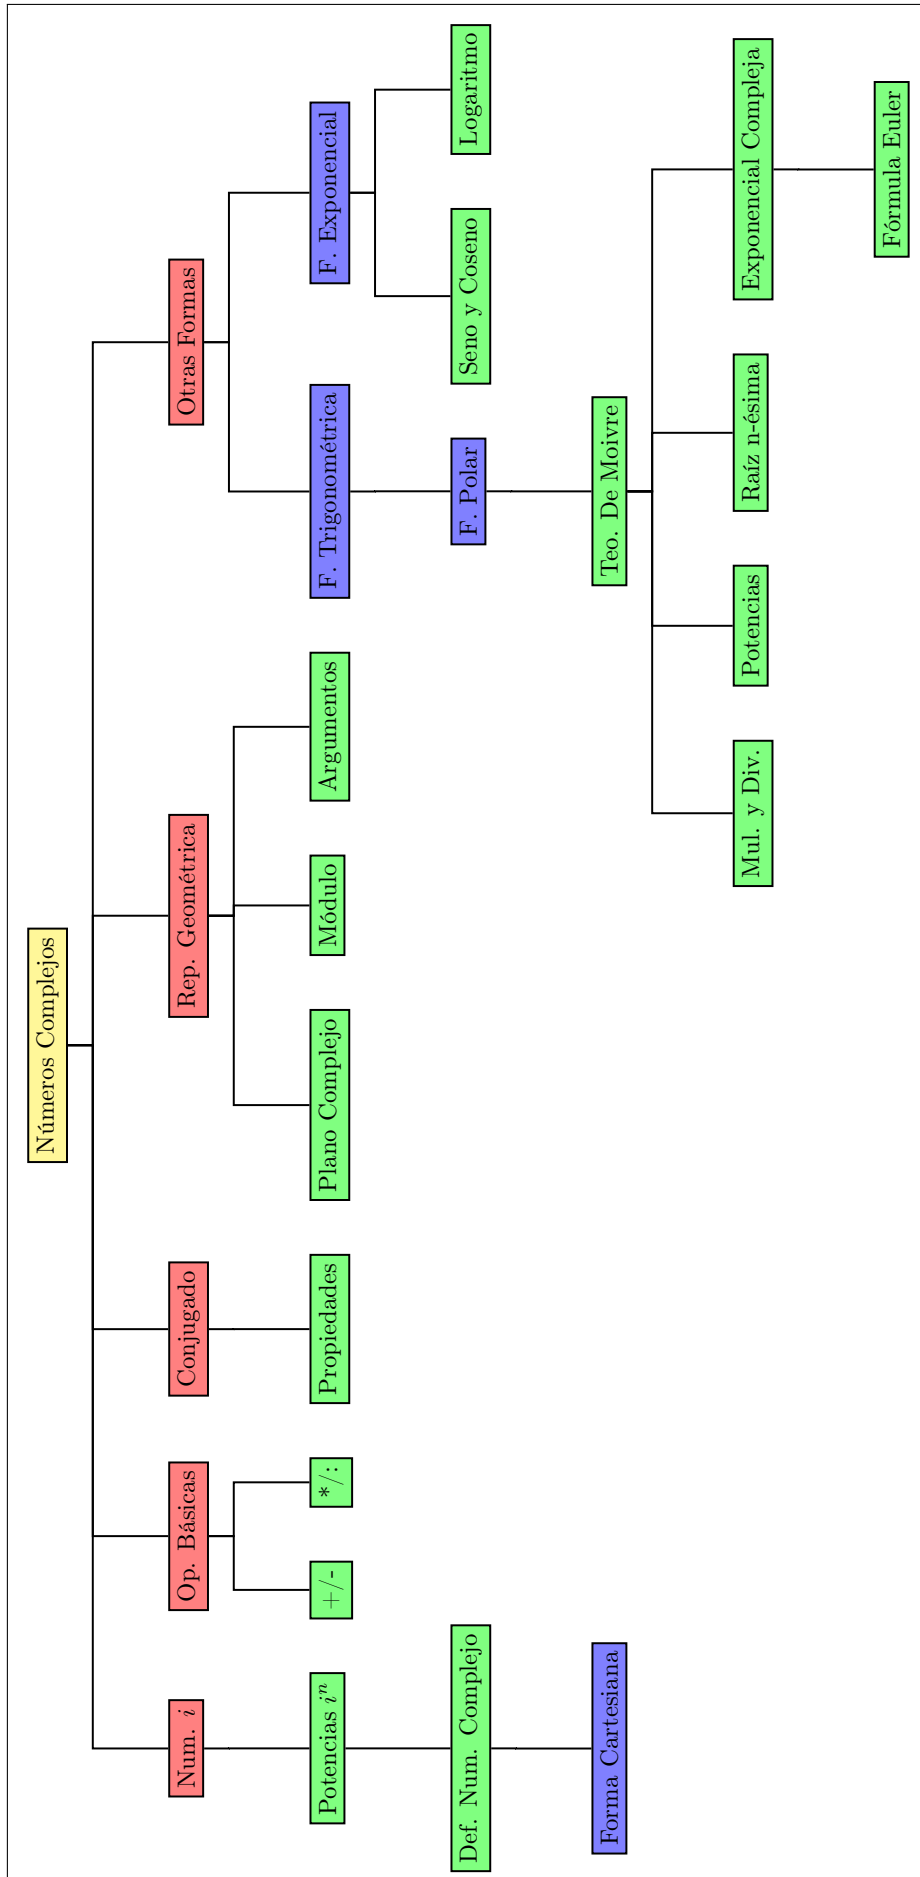 Números Complejos
Num. i
Op. Básicas
Conjugado
Rep. Geométrica
Otras Formas
Potencias iⁿ
+/-
*/:
Propiedades
Plano Complejo
Módulo
Argumentos
F. Trigonométrica
F. Exponencial
Def. Num. Complejo
F. Polar
Seno y Coseno
Logaritmo
Forma Cartesiana
Teo. De Moivre
Mul. y Div.
Potencias
Raíz n-ésima
Exponencial Compleja
Fórmula Euler